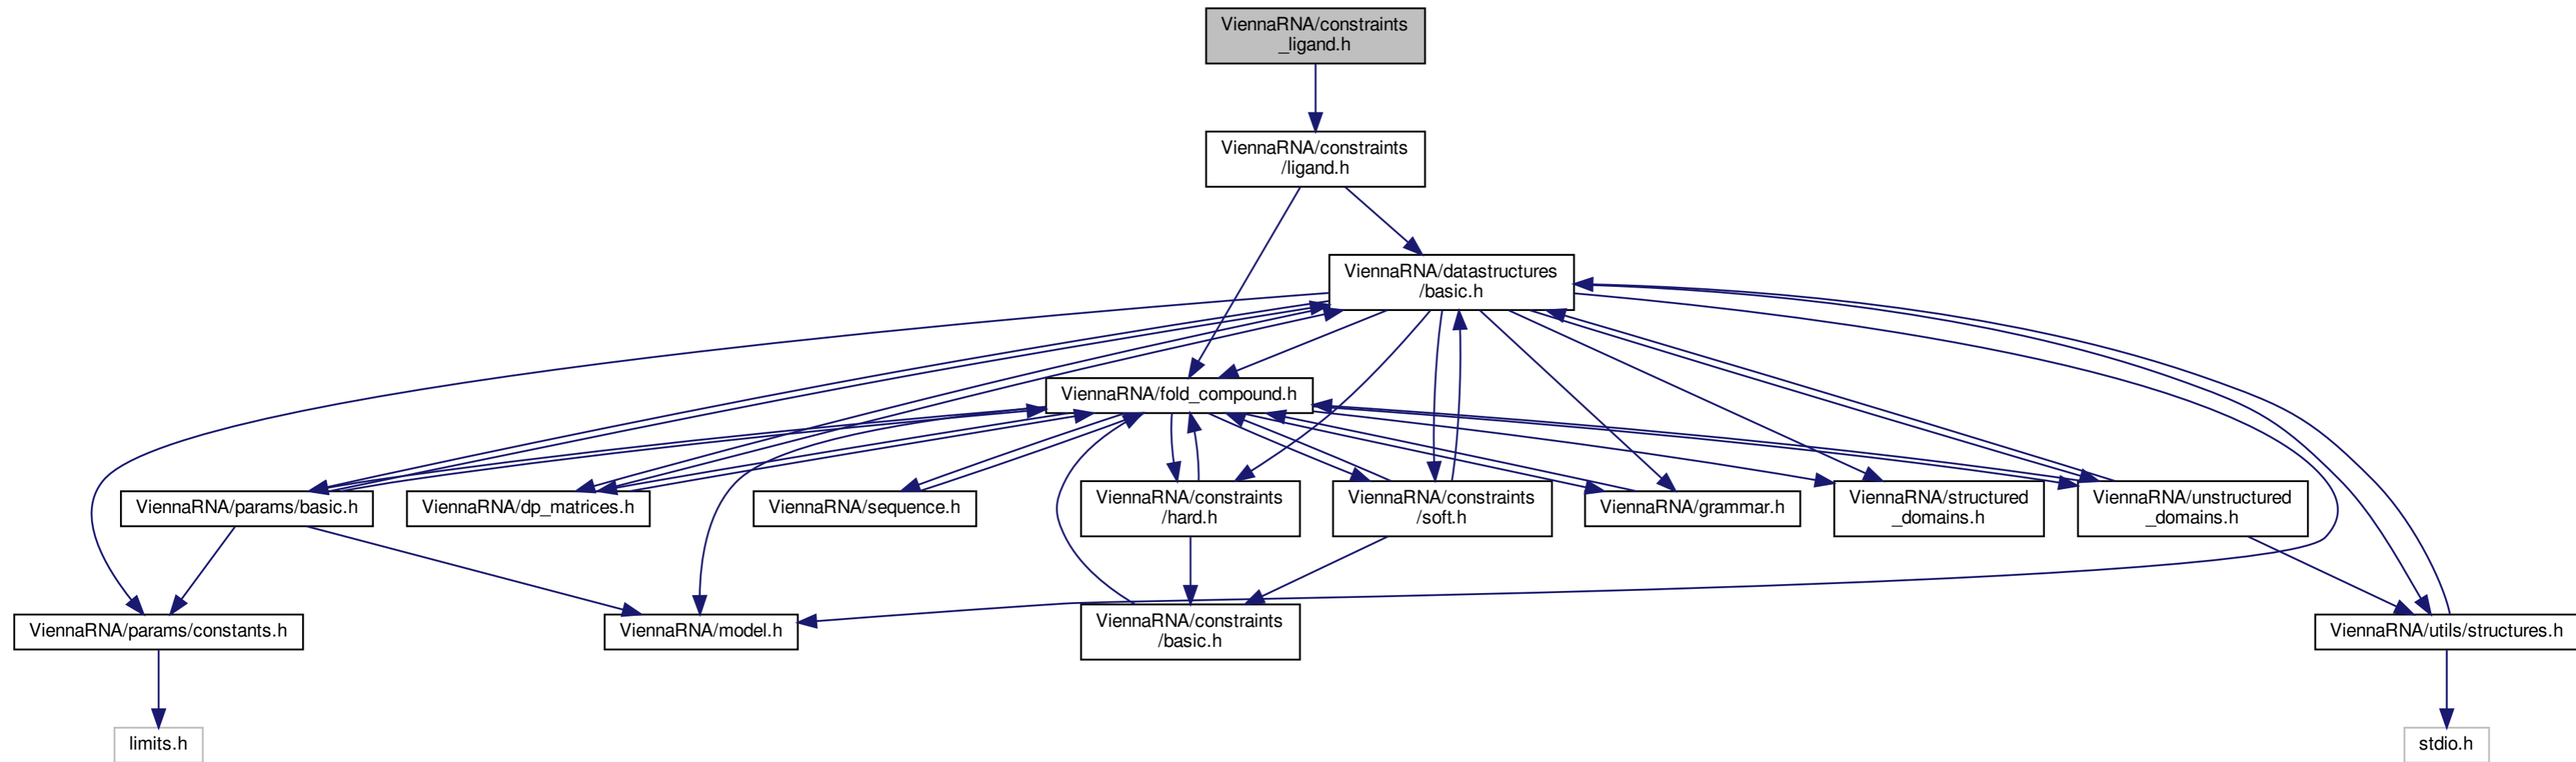 ViennaRNA/constraints
_ligand.h
ViennaRNA/constraints
/ligand.h
ViennaRNA/datastructures
/basic.h
ViennaRNA/fold_compound.h
ViennaRNA/params/basic.h
ViennaRNA/dp_matrices.h
ViennaRNA/sequence.h
ViennaRNA/constraints
/hard.h
ViennaRNA/constraints
/soft.h
ViennaRNA/grammar.h
ViennaRNA/structured
_domains.h
ViennaRNA/unstructured
_domains.h
ViennaRNA/params/constants.h
ViennaRNA/model.h
ViennaRNA/constraints
/basic.h
ViennaRNA/utils/structures.h
limits.h
stdio.h